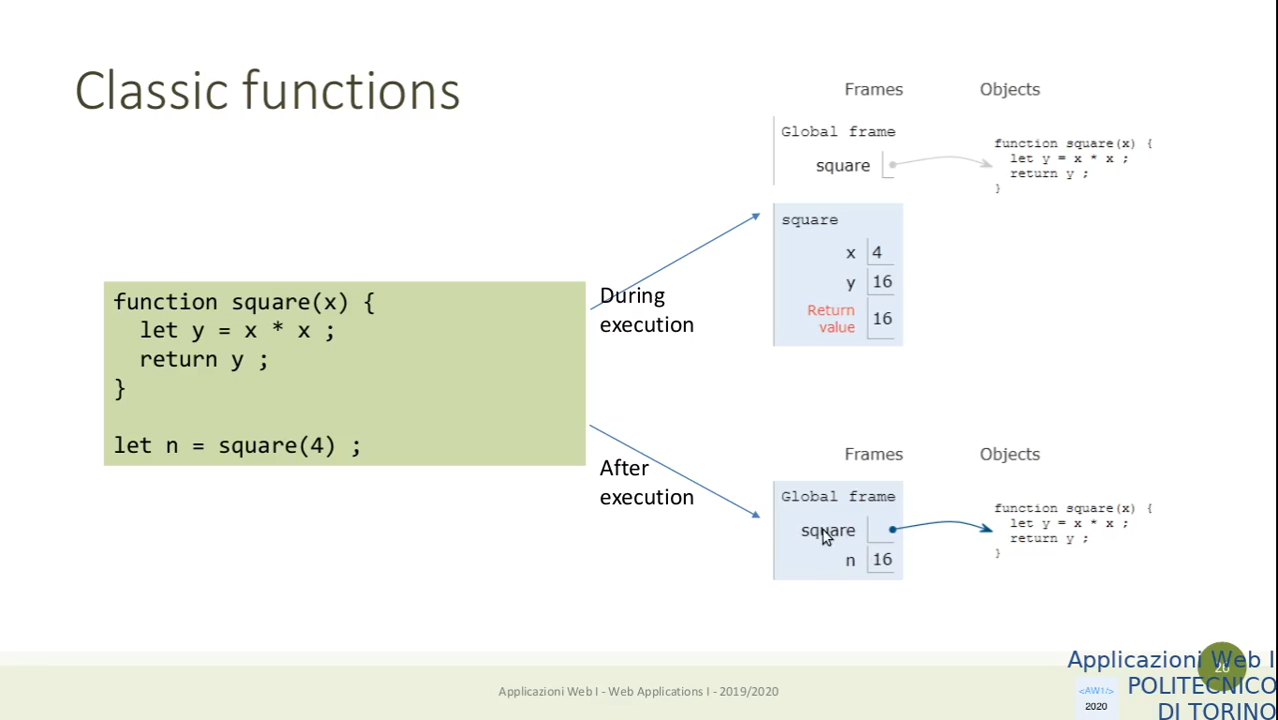 Classic functions
function square(x) {
let y = x * x ;
return y ;
}
let n = square(4) ;
During
execution
After
execution
Frames Objects
Global frame
square
function square(x) {
let y = x * x ;
return y ;
}
square
x 4
y 16
Return
value 16
Frames Objects
Global frame
square
n 16
function square(x) {
let y = x * x ;
return y ;
}
Applicazioni Web I - Web Applications I - 2019/2020
Applicazioni Web I
POLITECNICO
DI TORINO
<AW1/>
2020